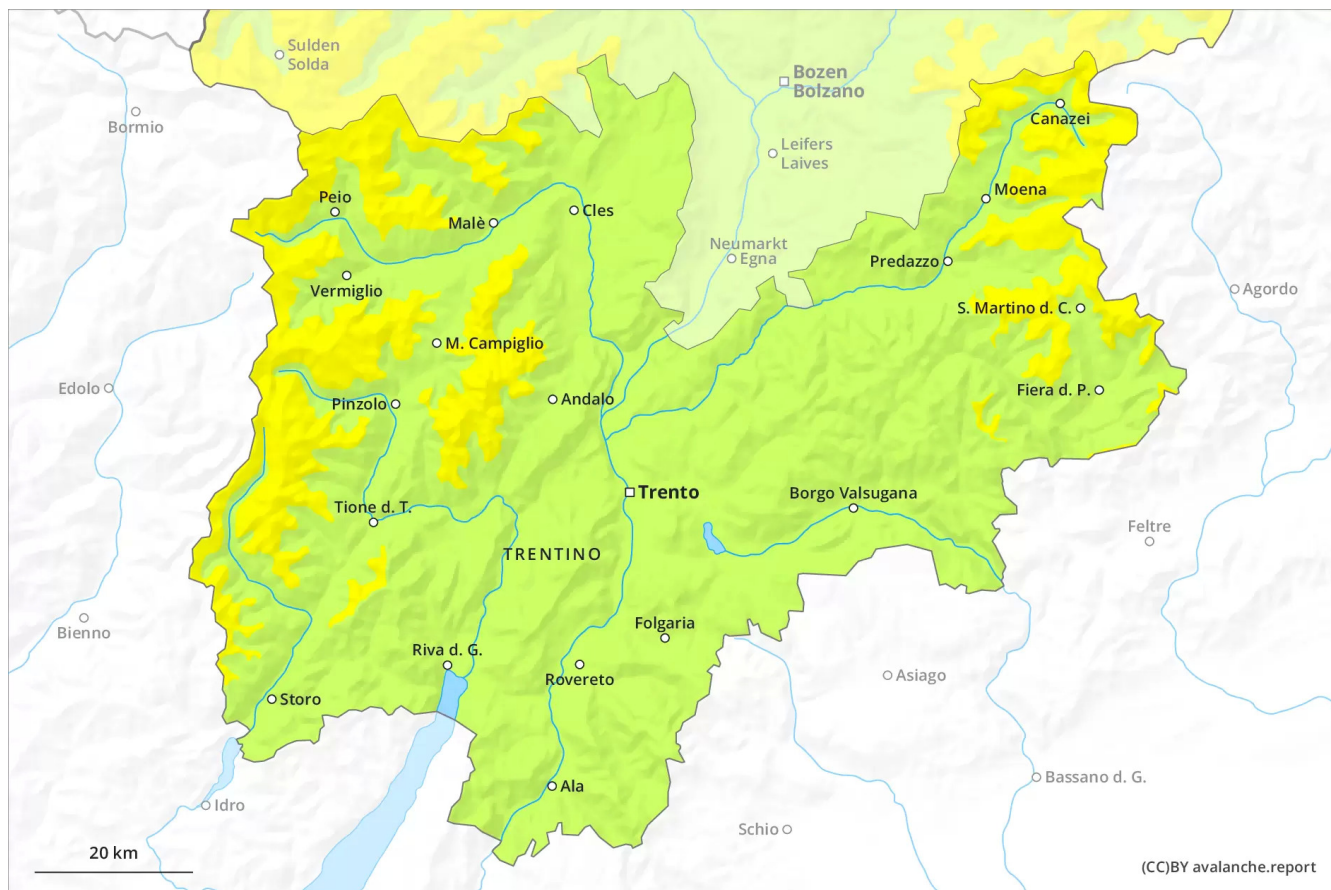 Sulden
Solda
Bozen
Bolzano
Bormio
Canazei
Leifers
Laives
Moena
Peio
Malè
Cles
Neumarkt
Egna
Predazzo
Vermiglio
Agordo
S. Martino d. C.
M. Campiglio
Edolo
Pinzolo
Andalo
Fiera d. P.
Trento
Borgo Valsugana
Tione d. T.
Feltre
TRENTINO
Bienno
Folgaria
Riva d. G.
Rovereto
Asiago
Storo
Bassano d. G.
Ala
Idro
Schio
20 km
(CC)BY avalanche.report